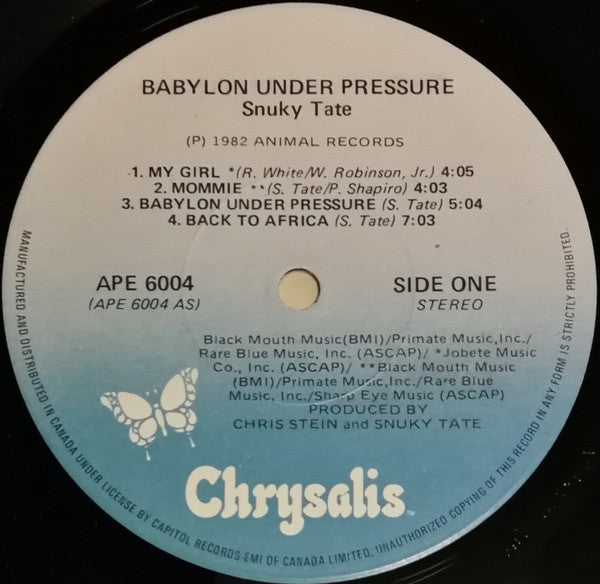 BABYLON UNDER PRESSURE
Snuky Tate
(P) 1982 ANIMAL RECORDS
1. MY GIRL *(R. White/W. Robinson, Jr.) 4:05
2. MOMMIE **(S. Tate/P. Shapiro) 4:03
3. BABYLON UNDER PRESSURE (S. Tate) 5:04
4. BACK TO AFRICA (S. Tate) 7:03
APE 6004
(APE 6004 AS)
SIDE ONE
STEREO
Black Mouth Music(BMI)/Primate Music,Inc./
Rare Blue Music, Inc. (ASCAP)/ *Jobete Music
Co., Inc. (ASCAP)/ **Black Mouth Music
(BMI)/Primate Music,Inc./Rare Blue
Music, Inc./Sharp Eye Music (ASCAP)
PRODUCED BY
CHRIS STEIN and SNUKY TATE
Chrysalis TM
MANUFACTURED AND DISTRIBUTED IN CANADA UNDER LICENSE BY CAPITOL RECORDS-EMI OF CANADA LIMITED. UNAUTHORIZED COPYING OF THIS RECORD IN ANY FORM IS STRICTLY PROHIBITED.